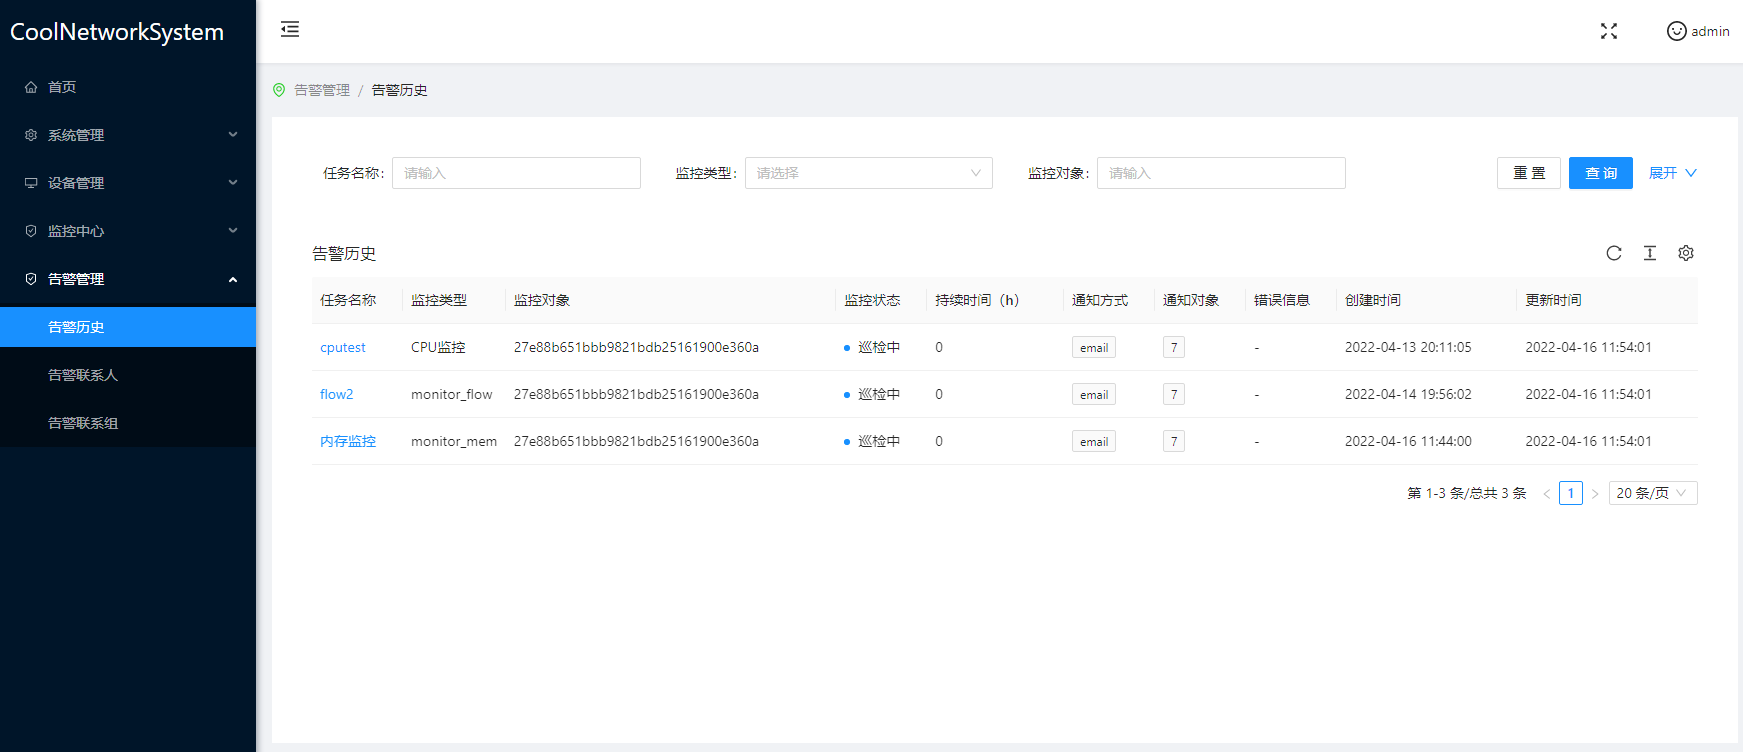 CoolNetworkSystem
admin
首页
系统管理
设备管理
监控中心
告警管理
告警历史
告警联系人
告警联系组
告警管理 / 告警历史
任务名称: 请输入 监控类型: 请选择 监控对象: 请输入 重 置 查 询 展开
告警历史
任务名称 监控类型 监控对象 监控状态 持续时间（h） 通知方式 通知对象 错误信息 创建时间 更新时间
cputest CPU监控 27e88b651bbb9821bdb25161900e360a 巡检中 0 email 7 - 2022-04-13 20:11:05 2022-04-16 11:54:01
flow2 monitor_flow 27e88b651bbb9821bdb25161900e360a 巡检中 0 email 7 - 2022-04-14 19:56:02 2022-04-16 11:54:01
内存监控 monitor_mem 27e88b651bbb9821bdb25161900e360a 巡检中 0 email 7 - 2022-04-16 11:44:00 2022-04-16 11:54:01
第 1-3 条/总共 3 条 < 1 > 20 条/页